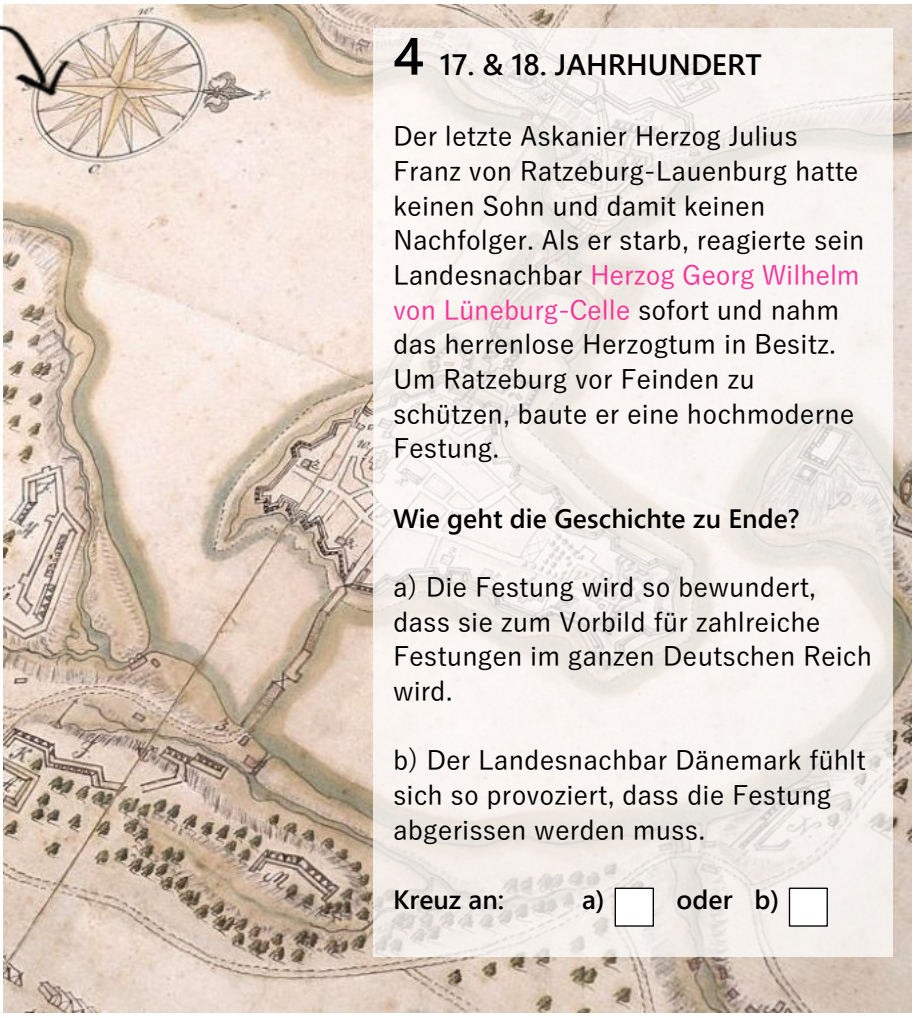 4 17. & 18. JAHRHUNDERT
Der letzte Askanier Herzog Julius
Franz von Ratzeburg-Lauenburg hatte
keinen Sohn und damit keinen
Nachfolger. Als er starb, reagierte sein
Landesnachbar Herzog Georg Wilhelm
von Lüneburg-Celle sofort und nahm
das herrenlose Herzogtum in Besitz.
Um Ratzeburg vor Feinden zu
schützen, baute er eine hochmoderne
Festung.
Wie geht die Geschichte zu Ende?
a) Die Festung wird so bewundert,
dass sie zum Vorbild für zahlreiche
Festungen im ganzen Deutschen Reich
wird.
b) Der Landesnachbar Dänemark fühlt
sich so provoziert, dass die Festung
abgerissen werden muss.
Kreuz an: a) oder b)